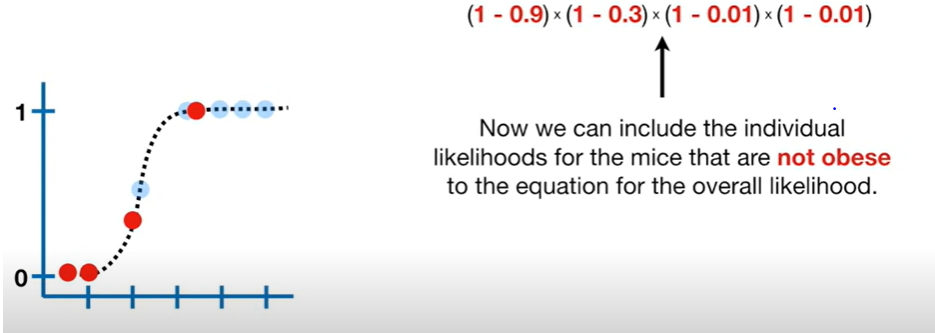 (1 - 0.9) x (1 - 0.3) x (1 - 0.01) x (1 - 0.01)
1
Now we can include the individual
likelihoods for the mice that are not obese
to the equation for the overall likelihood.
0